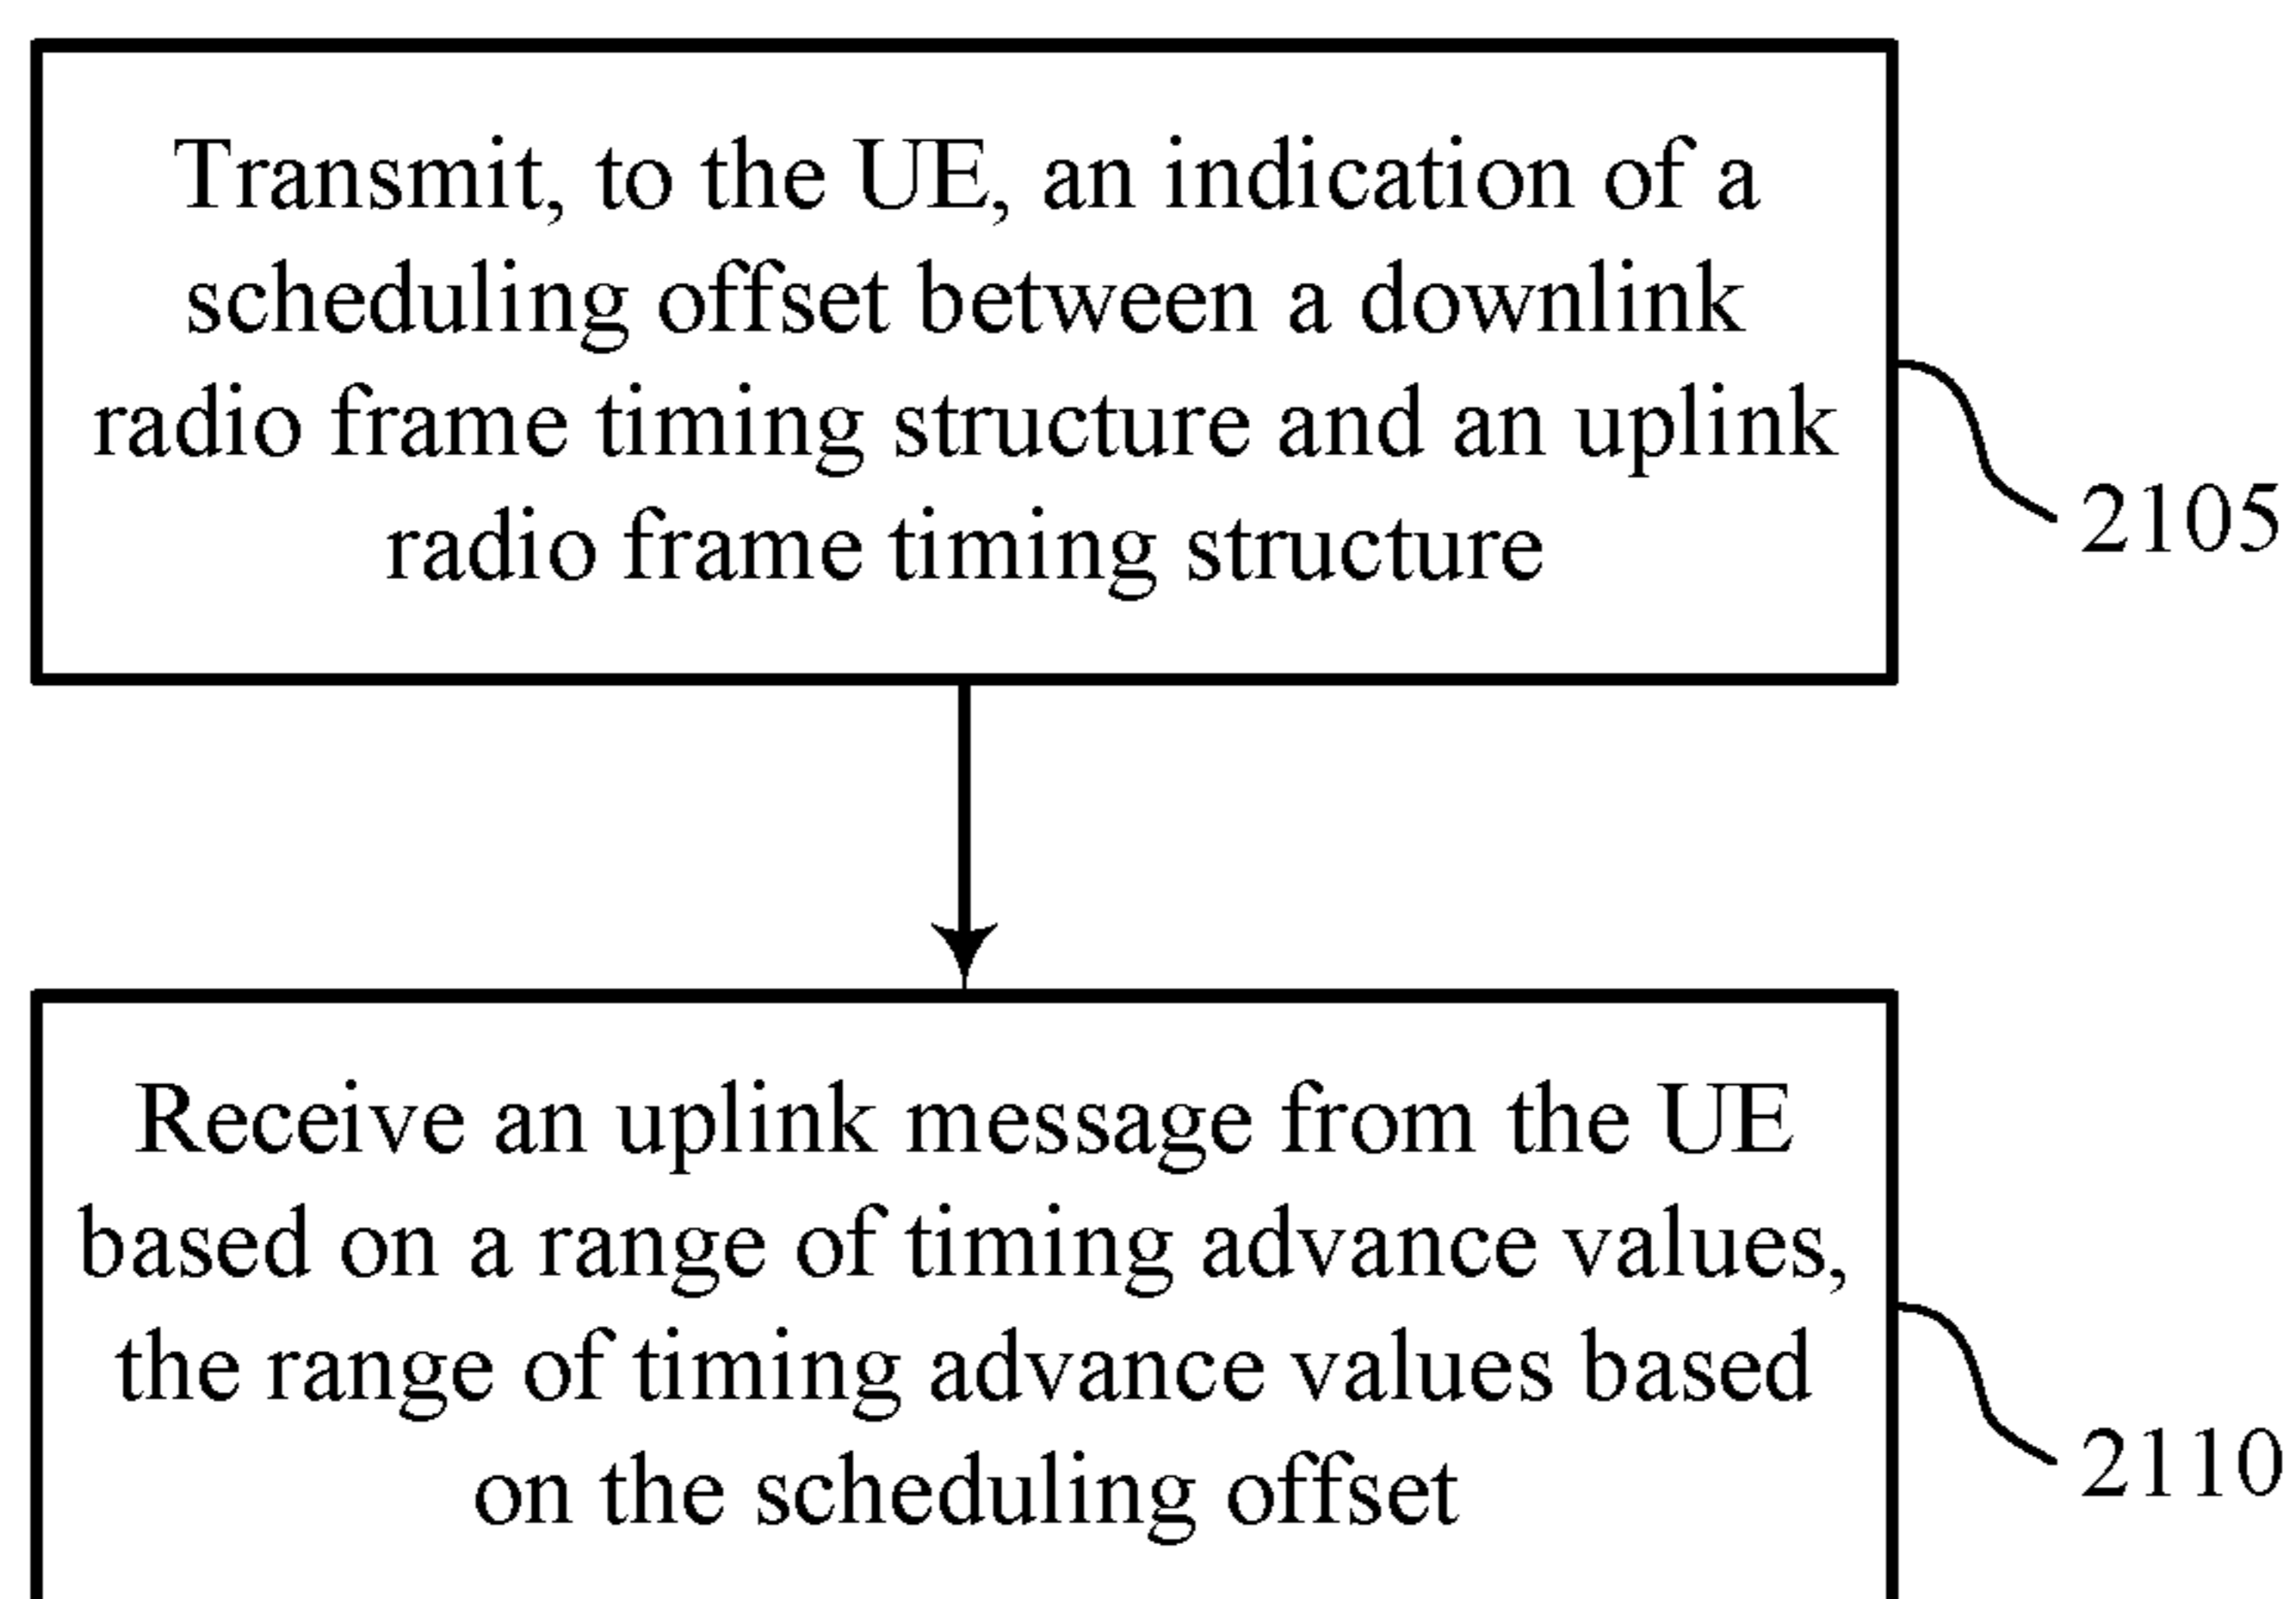 Transmit, to the UE, an indication of a
scheduling offset between a downlink
radio frame timing structure and an uplink
radio frame timing structure
2105
Receive an uplink message from the UE
based on a range of timing advance values,
the range of timing advance values based
on the scheduling offset
2110